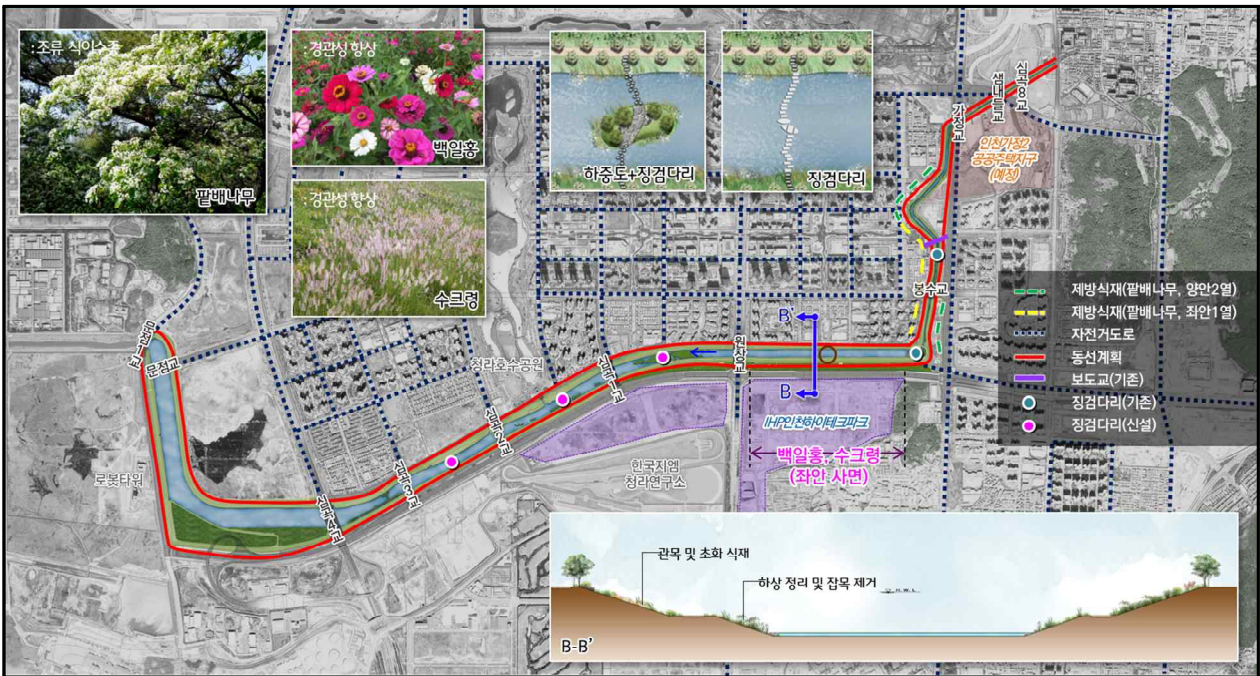 :조류 식이수종
팥배나무
:경관성 향상
백일홍
:경관성 향상
수크령
하중도+징검다리
징검다리
심곡8교
샘내들교
가정교
인천가정2
공공주택지구
(예정)
봉수교
제방식재(팥배나무, 양안2열)
제방식재(팥배나무, 좌안1열)
자전거도로
동선계획
보도교(기존)
징검다리(기존)
징검다리(신설)
B'
B
원창교
심곡1교
청라호수공원
심곡2교
심곡3교
심곡4교
문점1교
문점교
로봇타워
IHP인천하이테크파크
백일홍·수크령
(좌안 사면)
한국지엠
청라연구소
관목 및 초화 식재
하상 정리 및 잡목 제거
H.W.L
B-B'